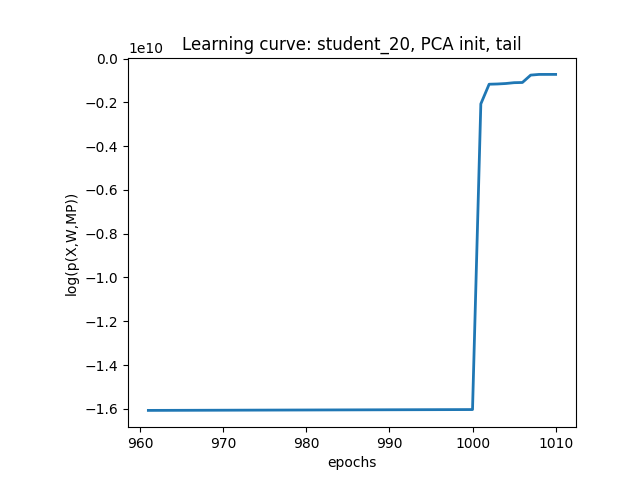 Learning curve: student_20, PCA init, tail
1e10
0.0
−0.2
−0.4
−0.6
−0.8
−1.0
−1.2
−1.4
−1.6
log(p(X,W,MP))
960 970 980 990 1000 1010
epochs